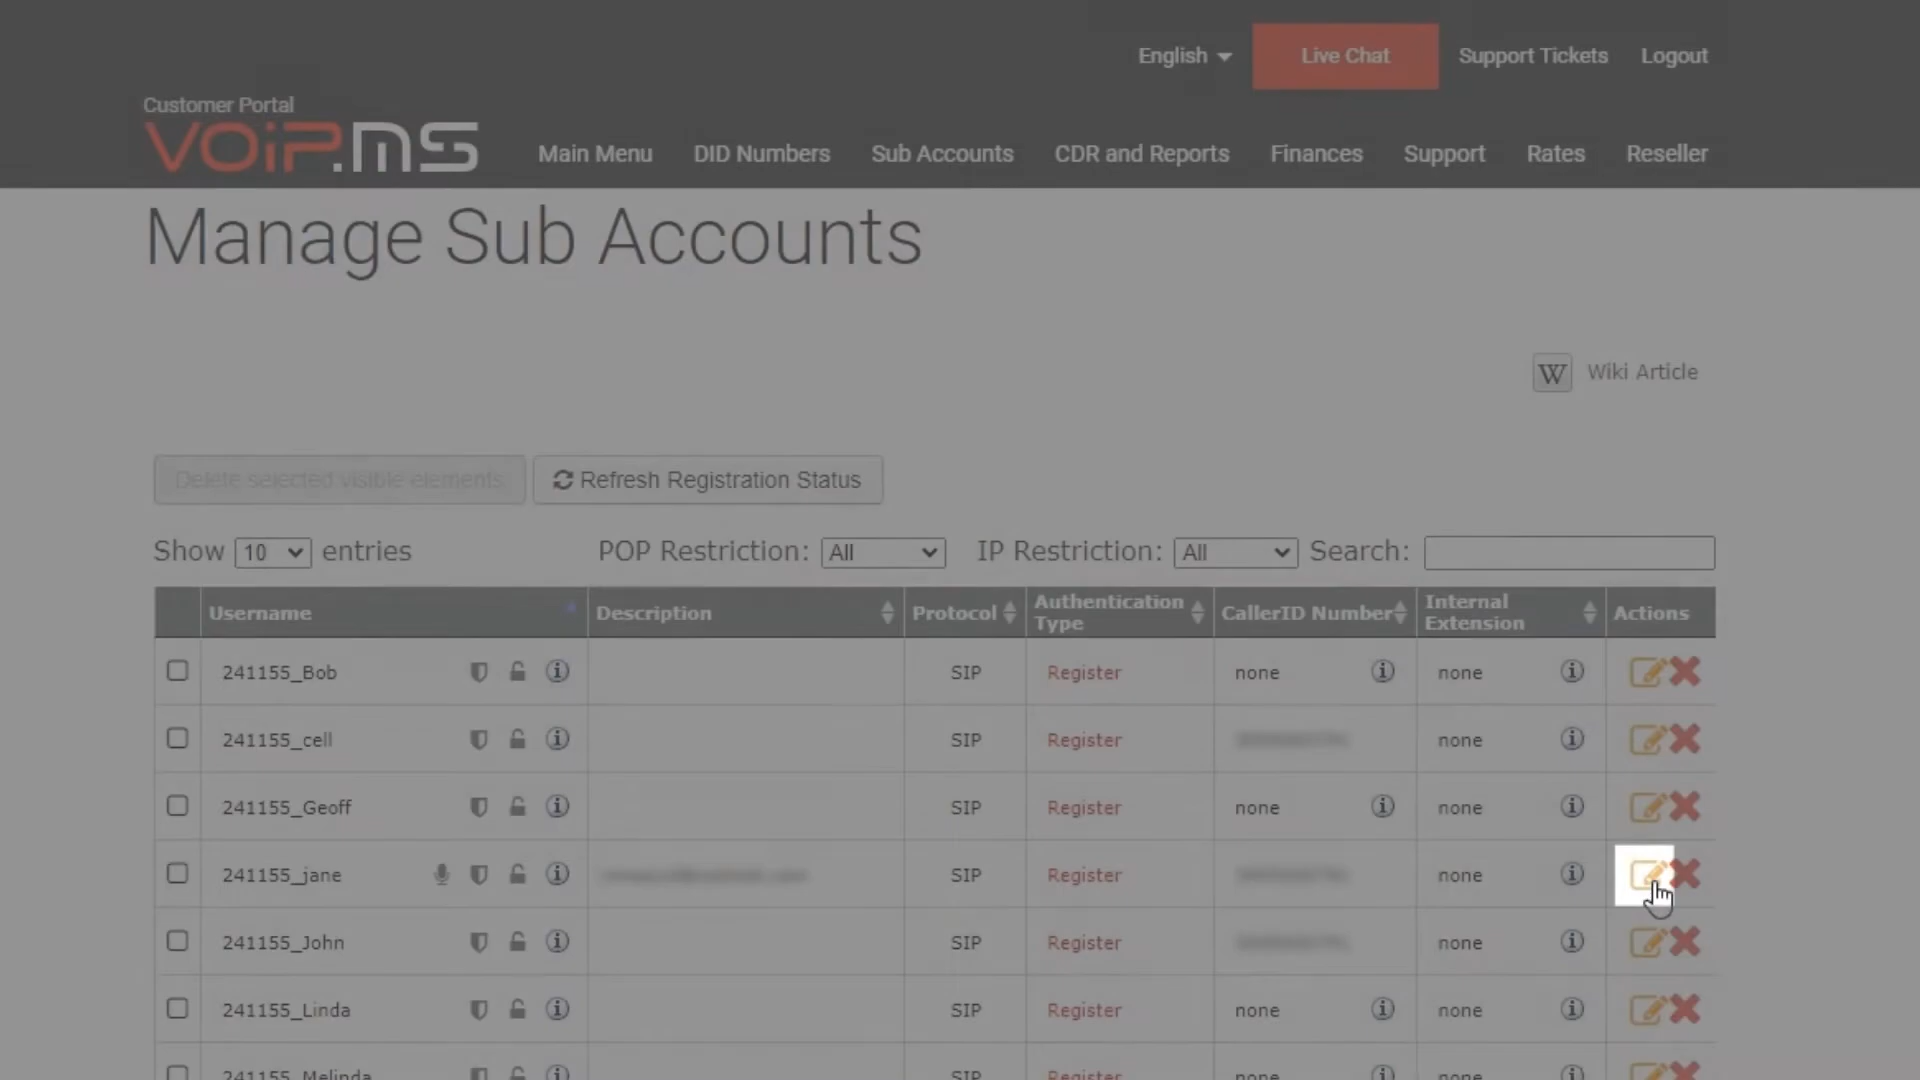 English Live Chat Support Tickets Logout
Customer Portal
VOiP.MS Main Menu DID Numbers Sub Accounts CDR and Reports Finances Support Rates Reseller
Manage Sub Accounts
W Wiki Article
Delete selected visible elements Refresh Registration Status
Show 10 entries POP Restriction: All IP Restriction: All Search:
Username Description Protocol Authentication Type CallerID Number Internal Extension Actions
241155_Bob SIP Register none none
241155_cell SIP Register none
241155_Geoff SIP Register none none
241155_jane SIP Register none
241155_John SIP Register none
241155_Linda SIP Register none none
241155_Melinda SIP Register none none